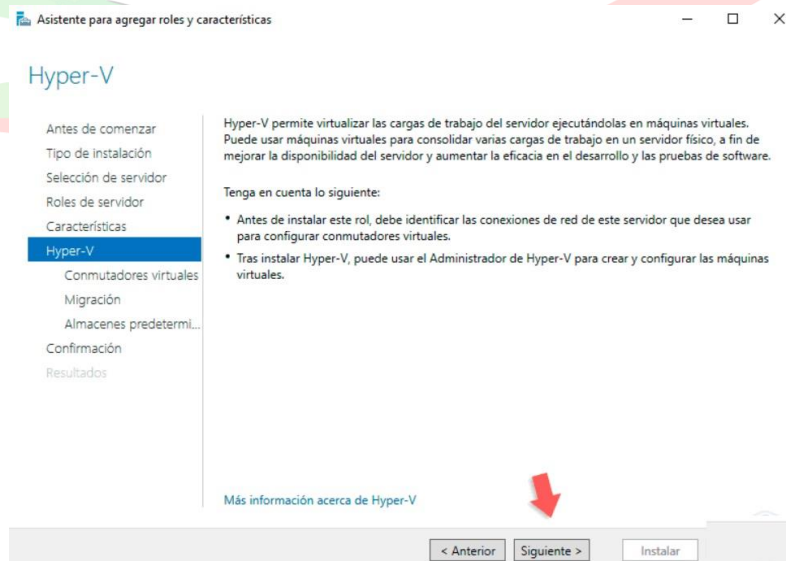 Asistente para agregar roles y características
Hyper-V
Antes de comenzar
Tipo de instalación
Selección de servidor
Roles de servidor
Características
Hyper-V
Conmutadores virtuales
Migración
Almacenes predetermi...
Confirmación
Resultados
Hyper-V permite virtualizar las cargas de trabajo del servidor ejecutándolas en máquinas virtuales.
Puede usar máquinas virtuales para consolidar varias cargas de trabajo en un servidor físico, a fin de
mejorar la disponibilidad del servidor y aumentar la eficacia en el desarrollo y las pruebas de software.
Tenga en cuenta lo siguiente:
• Antes de instalar este rol, debe identificar las conexiones de red de este servidor que desea usar
para configurar conmutadores virtuales.
• Tras instalar Hyper-V, puede usar el Administrador de Hyper-V para crear y configurar las máquinas
virtuales.
Más información acerca de Hyper-V
< Anterior
Siguiente >
Instalar